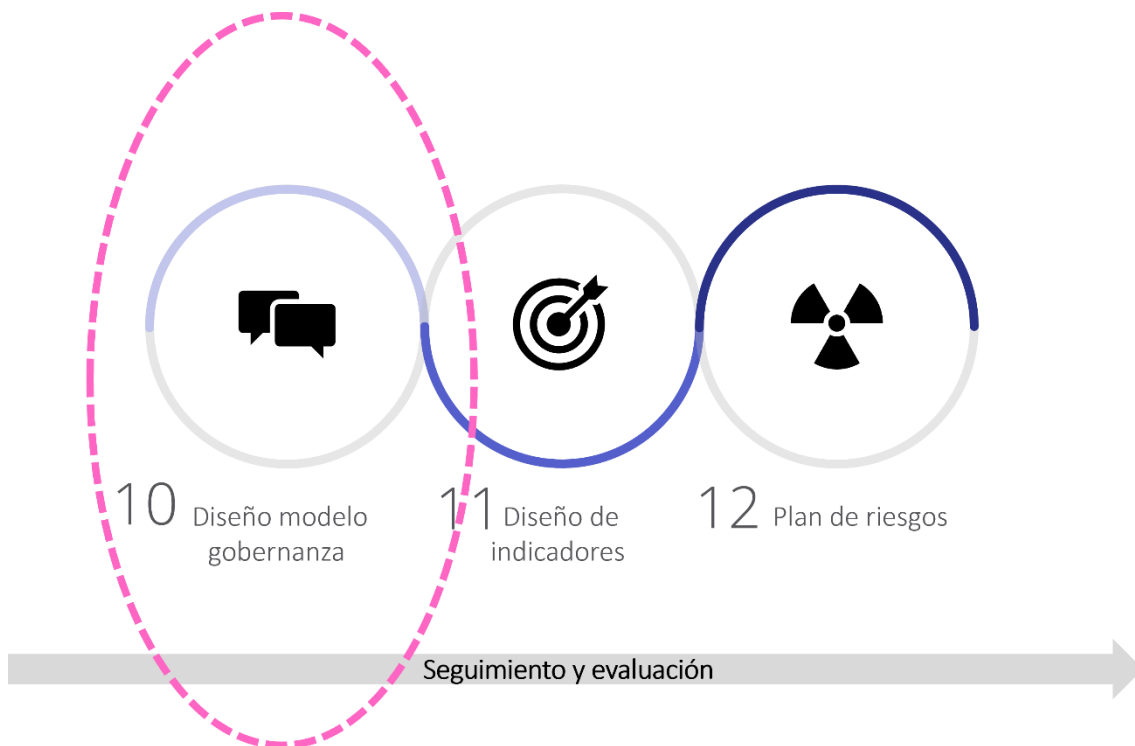 10 Diseño modelo
gobernanza
11 Diseño de
indicadores
12 Plan de riesgos
Seguimiento y evaluación